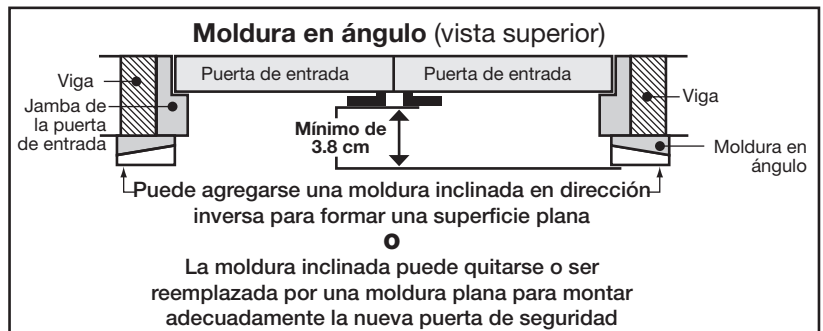 Moldura en ángulo (vista superior)
Puerta de entrada
Puerta de entrada
Viga
Jamba de
la puerta
de entrada
Mínimo de
3.8 cm
Viga
Moldura en
ángulo
Puede agregarse una moldura inclinada en dirección
inversa para formar una superficie plana
o
La moldura inclinada puede quitarse o ser
reemplazada por una moldura plana para montar
adecuadamente la nueva puerta de seguridad